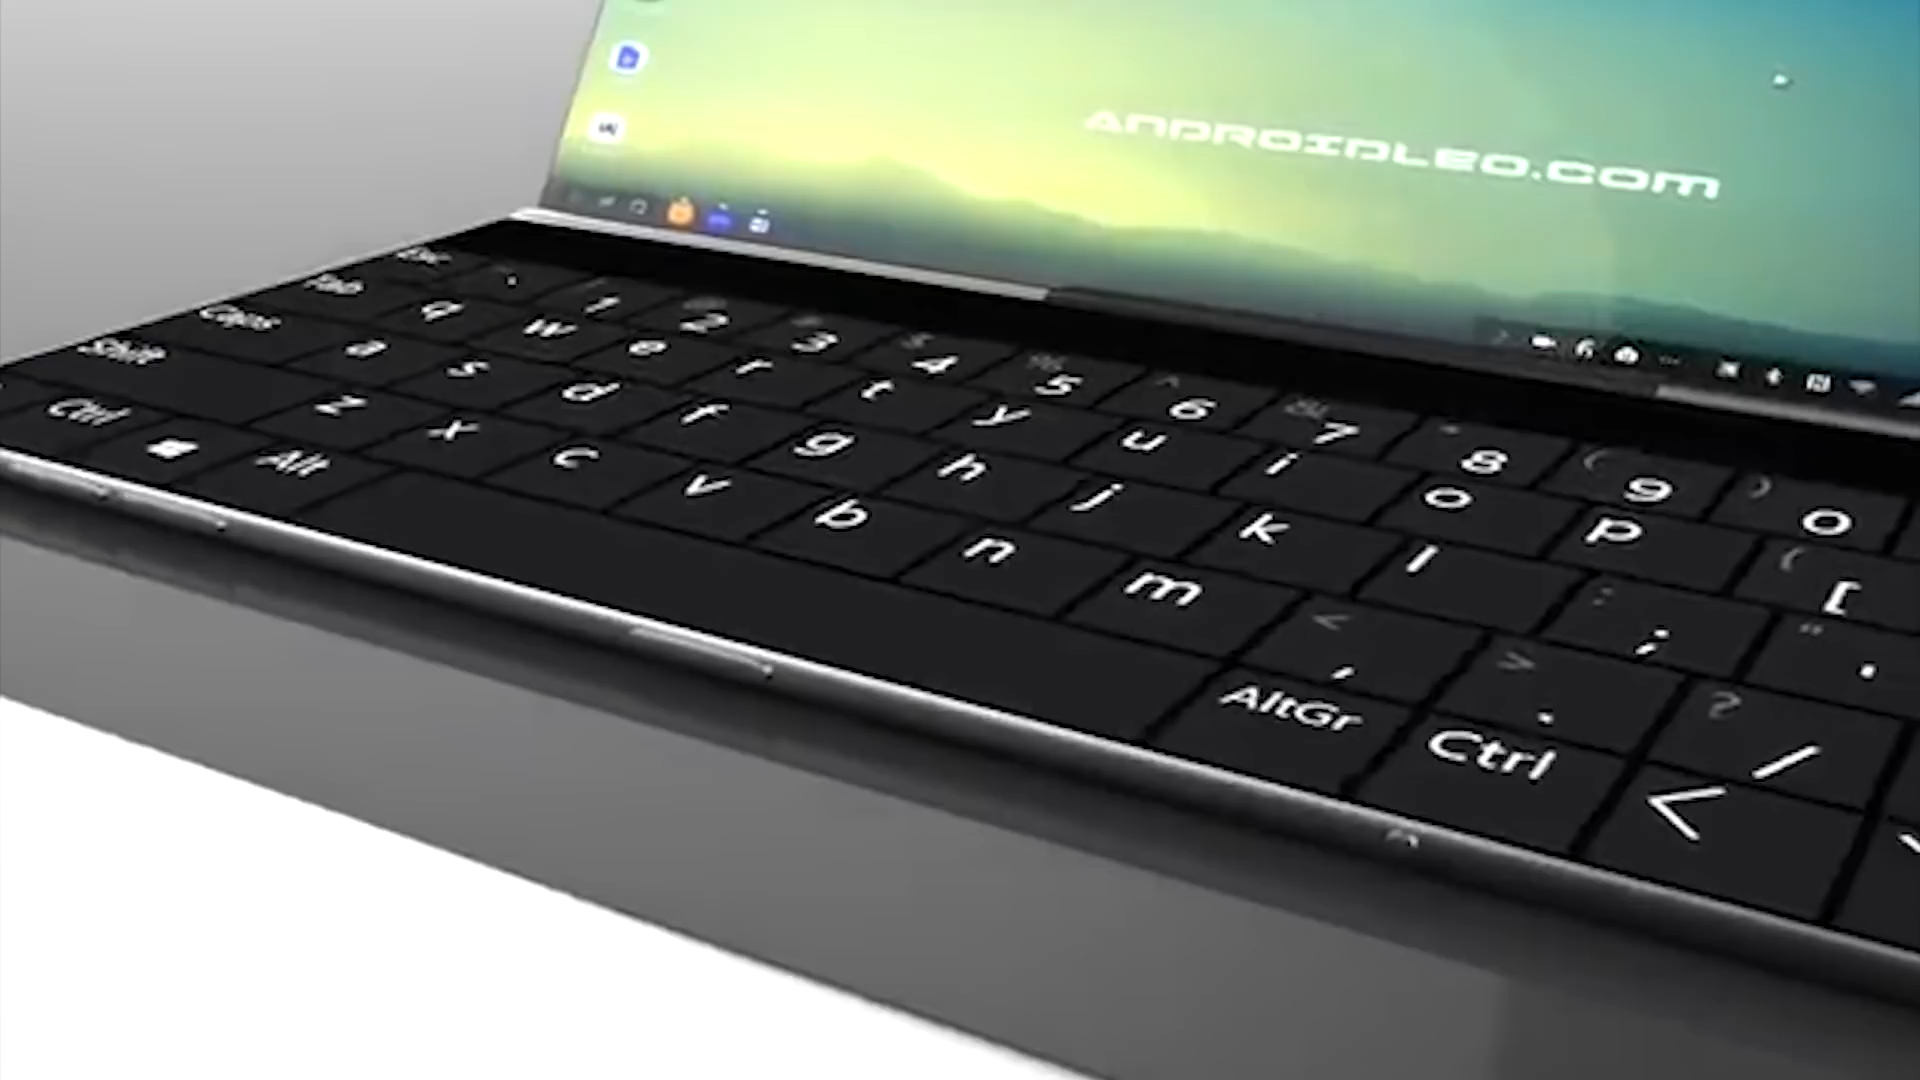 ANDROIDLEO.COM
Esc ` 1 2 3 4 5 6 7 8 9 0
Tab q w e r t y u i o p [
Caps a s d f g h j k l ; :
Shift z x c v b n m < , > . ? /
Ctrl Alt AltGr Ctrl <
% ^ & * ( ) { "